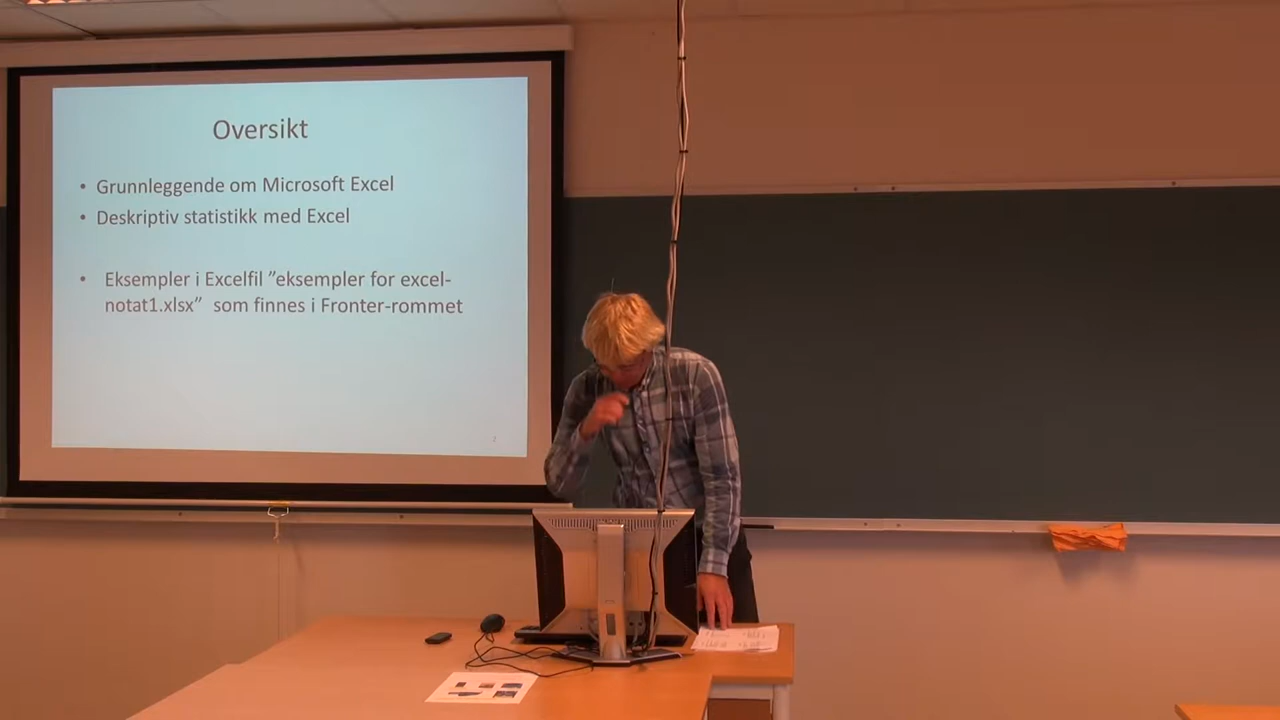 Oversikt
• Grunnleggende om Microsoft Excel
• Deskriptiv statistikk med Excel
• Eksempler i Excelfil ”eksempler for excel-
notat1.xlsx” som finnes i Fronter-rommet
2